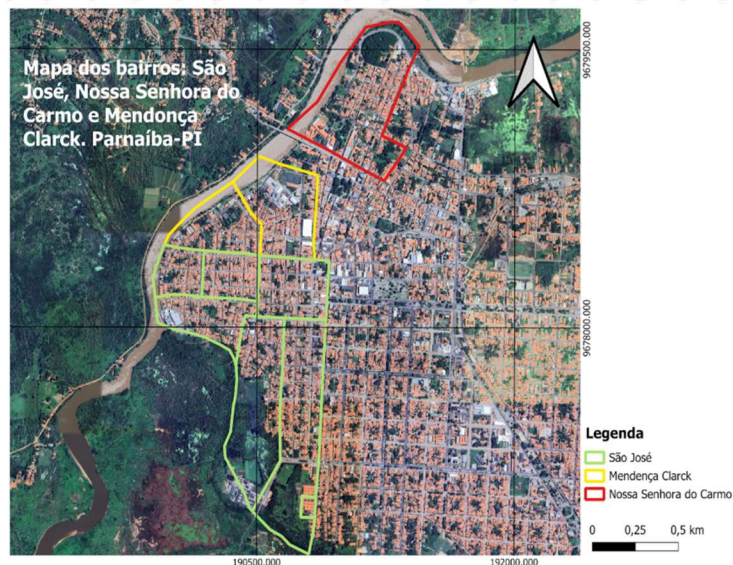 Mapa dos bairros: São
José, Nossa Senhora do
Carmo e Mendonça
Clarck. Parnaíba-PI
9679500.000
9678000.000
Legenda
São José
Mendença Clarck
Nossa Senhora do Carmo
0 0,25 0,5 km
190500.000 192000.000